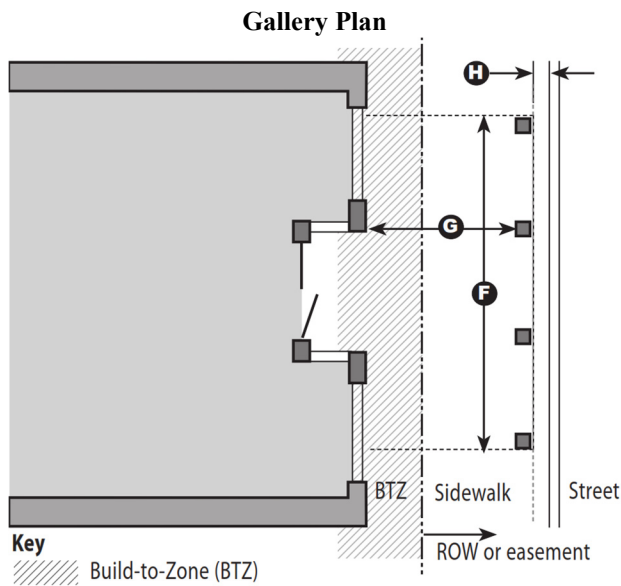 Gallery Plan
H
G
F
BTZ
Sidewalk
Street
Key
Build-to-Zone (BTZ)
ROW or easement